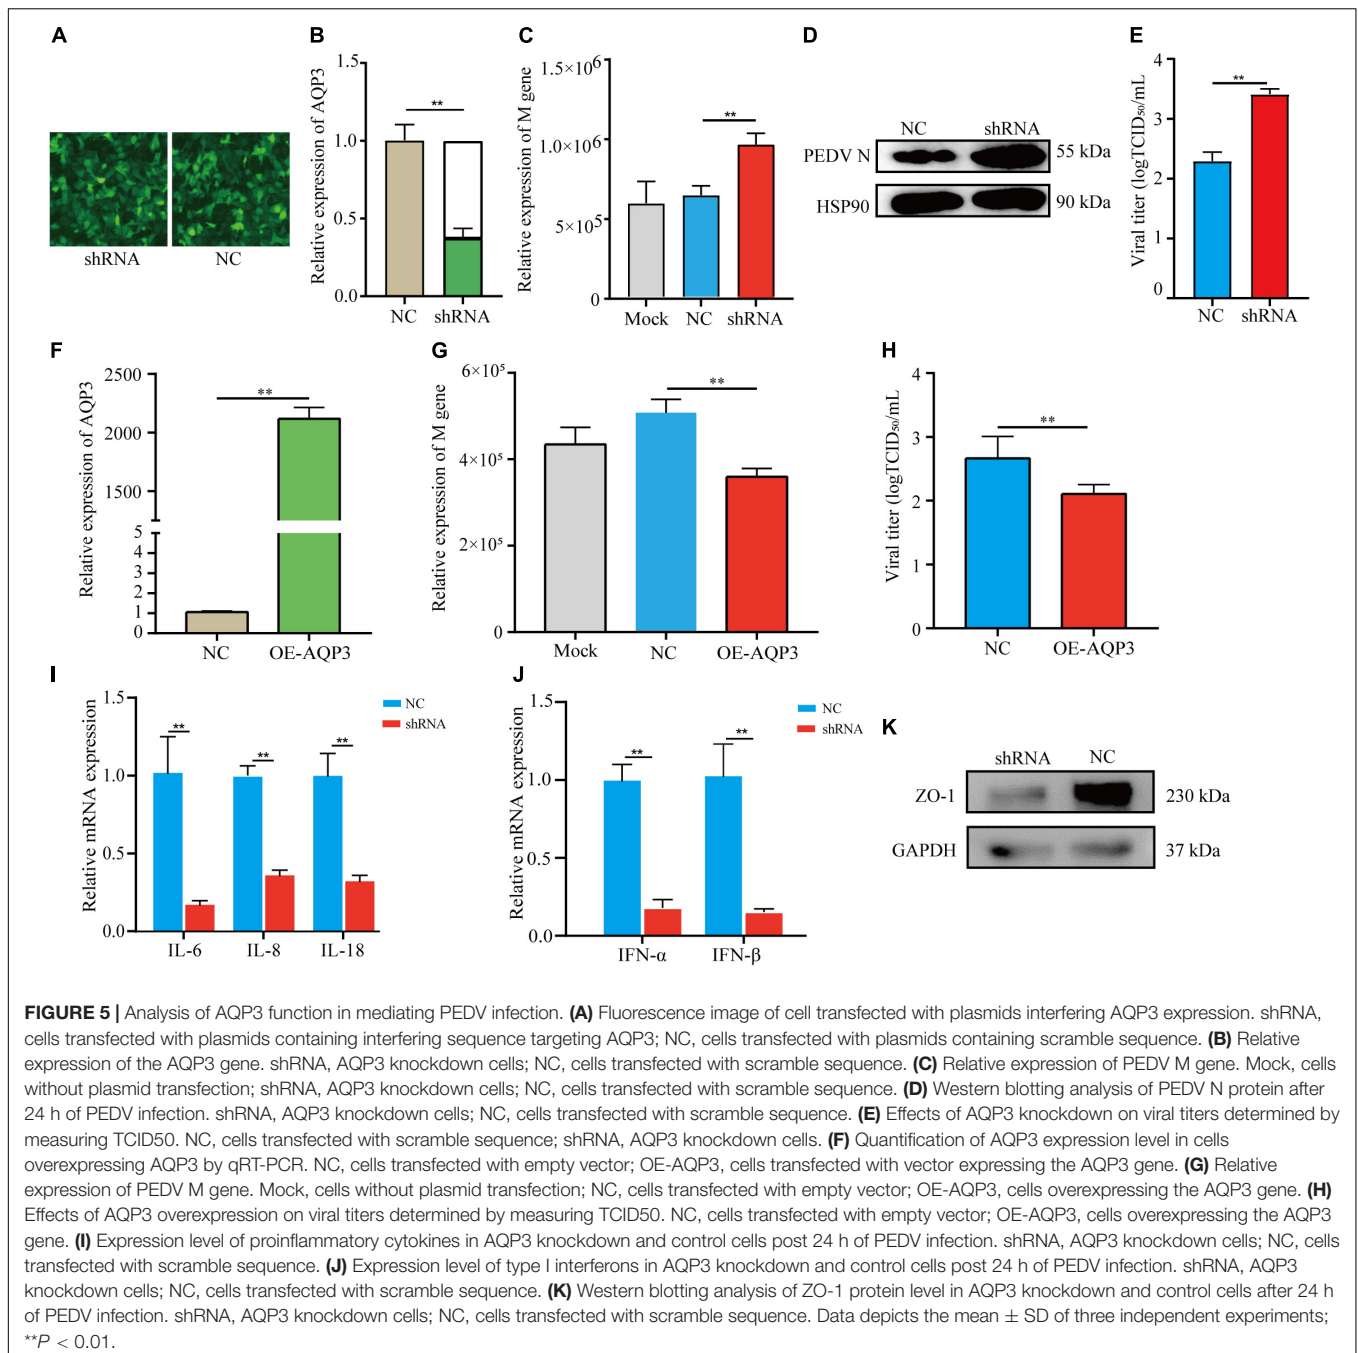 A
shRNA
NC
B
Relative expression of AQP3
1.5
1.0
0.5
0.0
**
NC
shRNA
C
Relative expression of M gene
1.5×10⁶
1.0×10⁶
5×10⁵
0
**
Mock
NC
shRNA
D
NC
shRNA
PEDV N
55 kDa
HSP90
90 kDa
E
Viral titer (logTCID₅₀/mL
4
3
2
1
0
**
NC
shRNA
F
Relative expression of AQP3
2500
2000
1500
5
4
3
2
1
0
**
NC
OE-AQP3
G
Relative expression of M gene
6×10⁵
4×10⁵
2×10⁵
0
**
Mock
NC
OE-AQP3
H
Viral titer (logTCID₅₀/mL
4
3
2
1
0
**
NC
OE-AQP3
I
Relative mRNA expression
1.5
1.0
0.5
0.0
**
**
**
NC
shRNA
IL-6
IL-8
IL-18
J
Relative mRNA expression
1.5
1.0
0.5
0.0
**
**
NC
shRNA
IFN-α
IFN-β
K
shRNA
NC
ZO-1
230 kDa
GAPDH
37 kDa
FIGURE 5 | Analysis of AQP3 function in mediating PEDV infection. (A) Fluorescence image of cell transfected with plasmids interfering AQP3 expression. shRNA,
cells transfected with plasmids containing interfering sequence targeting AQP3; NC, cells transfected with plasmids containing scramble sequence. (B) Relative
expression of the AQP3 gene. shRNA, AQP3 knockdown cells; NC, cells transfected with scramble sequence. (C) Relative expression of PEDV M gene. Mock, cells
without plasmid transfection; shRNA, AQP3 knockdown cells; NC, cells transfected with scramble sequence. (D) Western blotting analysis of PEDV N protein after
24 h of PEDV infection. shRNA, AQP3 knockdown cells; NC, cells transfected with scramble sequence. (E) Effects of AQP3 knockdown on viral titers determined by
measuring TCID50. NC, cells transfected with scramble sequence; shRNA, AQP3 knockdown cells. (F) Quantification of AQP3 expression level in cells
overexpressing AQP3 by qRT-PCR. NC, cells transfected with empty vector; OE-AQP3, cells transfected with vector expressing the AQP3 gene. (G) Relative
expression of PEDV M gene. Mock, cells without plasmid transfection; NC, cells transfected with empty vector; OE-AQP3, cells overexpressing the AQP3 gene. (H)
Effects of AQP3 overexpression on viral titers determined by measuring TCID50. NC, cells transfected with empty vector; OE-AQP3, cells overexpressing the AQP3
gene. (I) Expression level of proinflammatory cytokines in AQP3 knockdown and control cells post 24 h of PEDV infection. shRNA, AQP3 knockdown cells; NC, cells
transfected with scramble sequence. (J) Expression level of type I interferons in AQP3 knockdown and control cells post 24 h of PEDV infection. shRNA, AQP3
knockdown cells; NC, cells transfected with scramble sequence. (K) Western blotting analysis of ZO-1 protein level in AQP3 knockdown and control cells after 24 h
of PEDV infection. shRNA, AQP3 knockdown cells; NC, cells transfected with scramble sequence. Data depicts the mean ± SD of three independent experiments;
**P < 0.01.